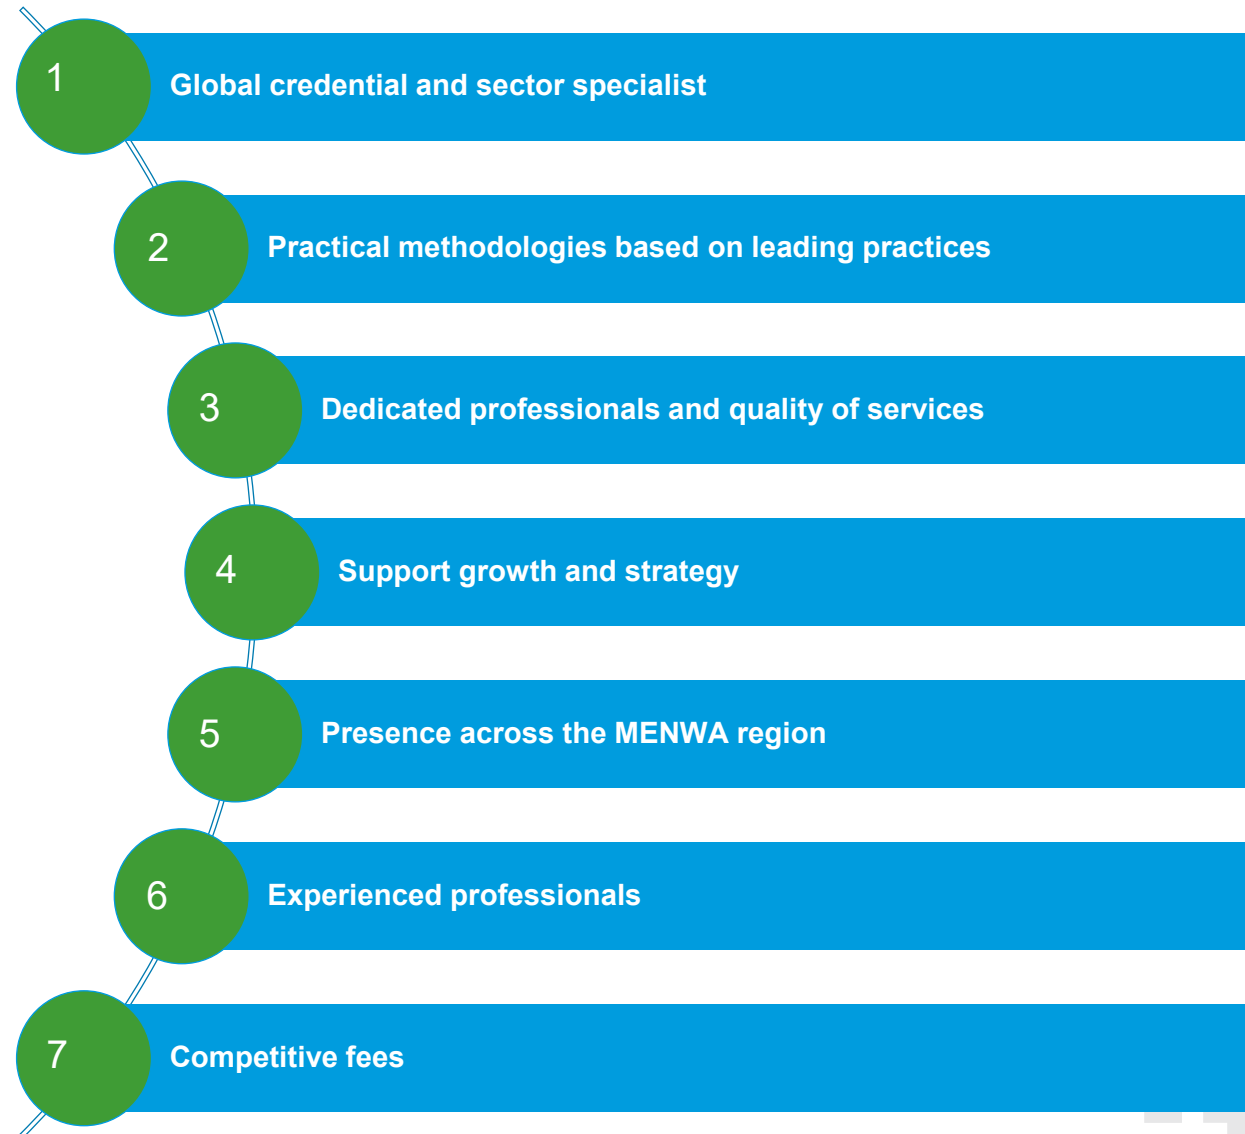 1
Global credential and sector specialist
2
Practical methodologies based on leading practices
3
Dedicated professionals and quality of services
4
Support growth and strategy
5
Presence across the MENWA region
6
Experienced professionals
7
Competitive fees